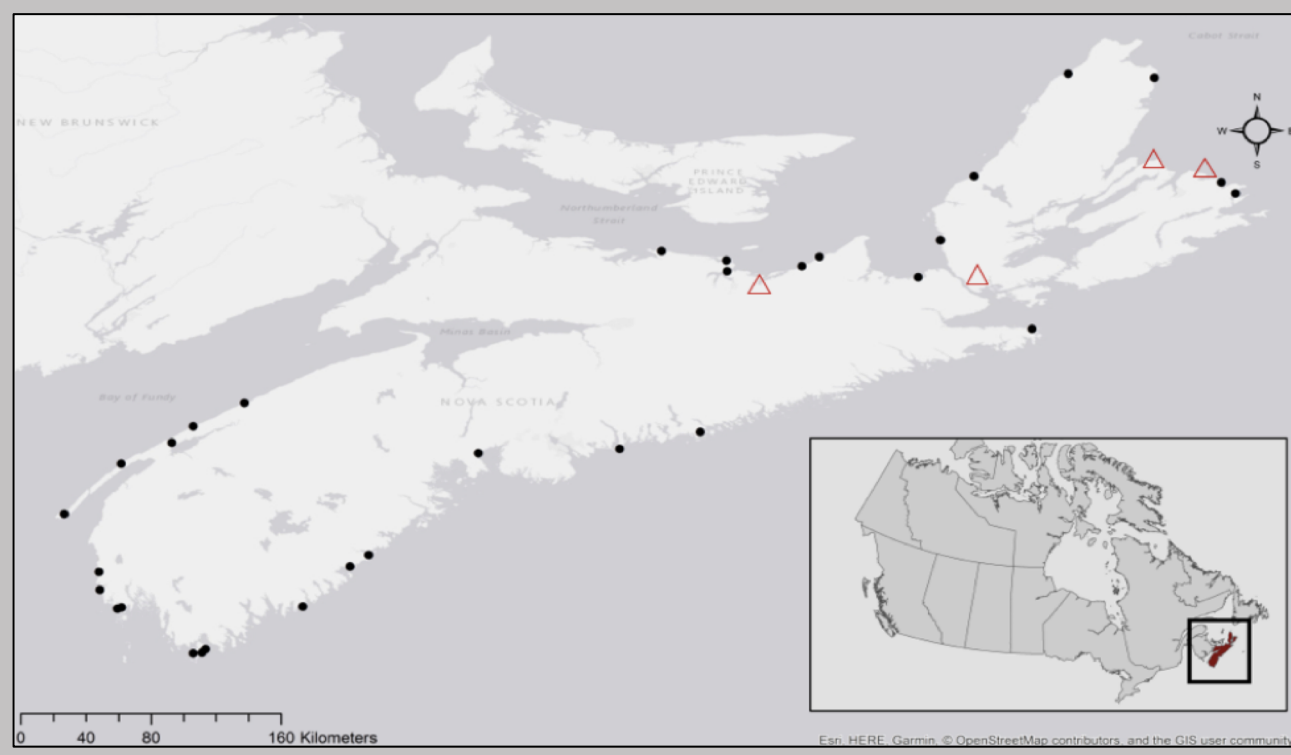 Cabot Strait
NEW BRUNSWICK
N
W E
S
PRINCE
EDWARD
ISLAND
Northumberland
Strait
Minas Basin
Bay of Fundy
NOVA SCOTIA
0 40 80 160 Kilometers
Esri, HERE, Garmin, © OpenStreetMap contributors, and the GIS user community